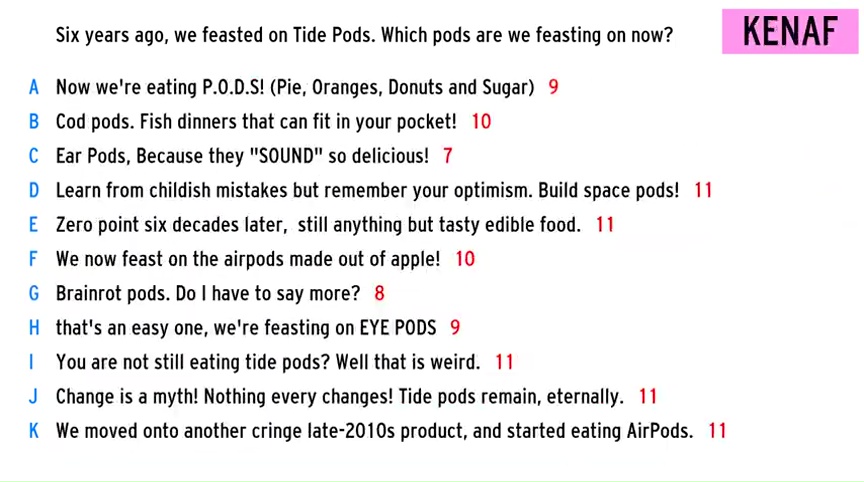 Six years ago, we feasted on Tide Pods. Which pods are we feasting on now?
KENAF
A Now we're eating P.O.D.S! (Pie, Oranges, Donuts and Sugar) 9
B Cod pods. Fish dinners that can fit in your pocket! 10
C Ear Pods, Because they "SOUND" so delicious! 7
D Learn from childish mistakes but remember your optimism. Build space pods! 11
E Zero point six decades later, still anything but tasty edible food. 11
F We now feast on the airpods made out of apple! 10
G Brainrot pods. Do I have to say more? 8
H that's an easy one, we're feasting on EYE PODS 9
I You are not still eating tide pods? Well that is weird. 11
J Change is a myth! Nothing every changes! Tide pods remain, eternally. 11
K We moved onto another cringe late-2010s product, and started eating AirPods. 11